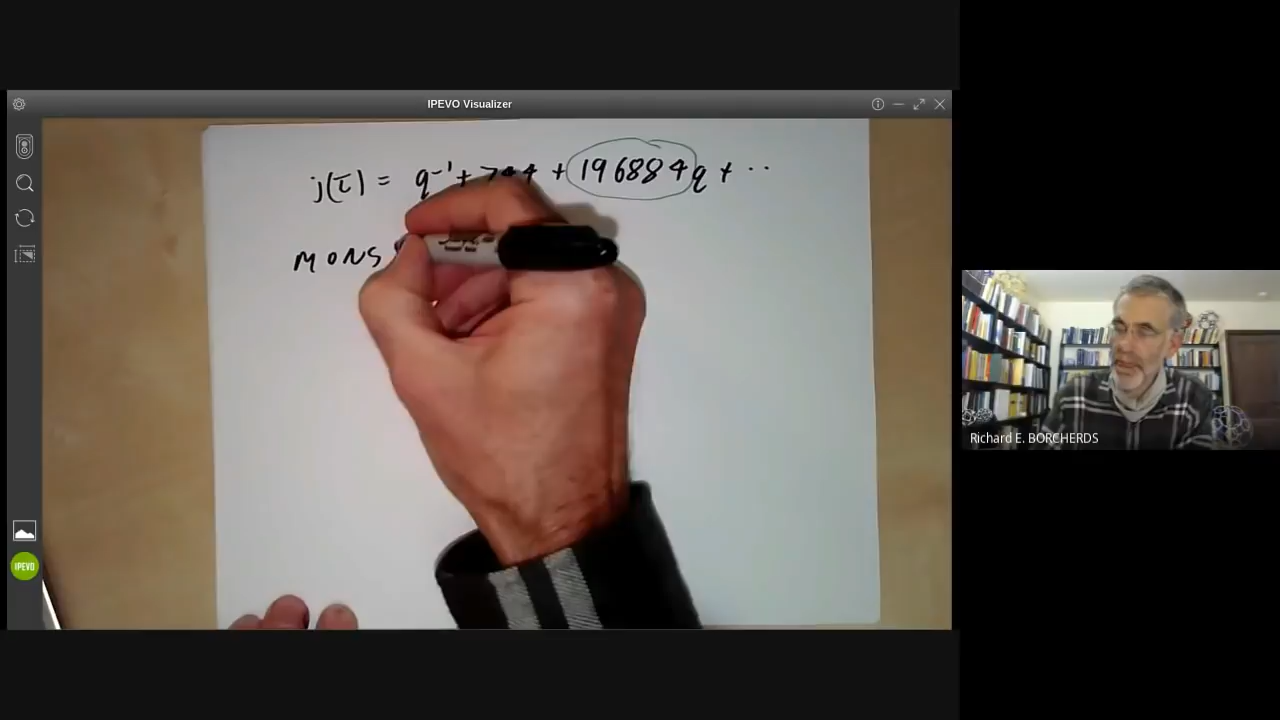 IPEVO Visualizer
j(τ) = q⁻¹ + 744 + 196884q + ··
MONS
IPEVO
Richard E. BORCHERDS